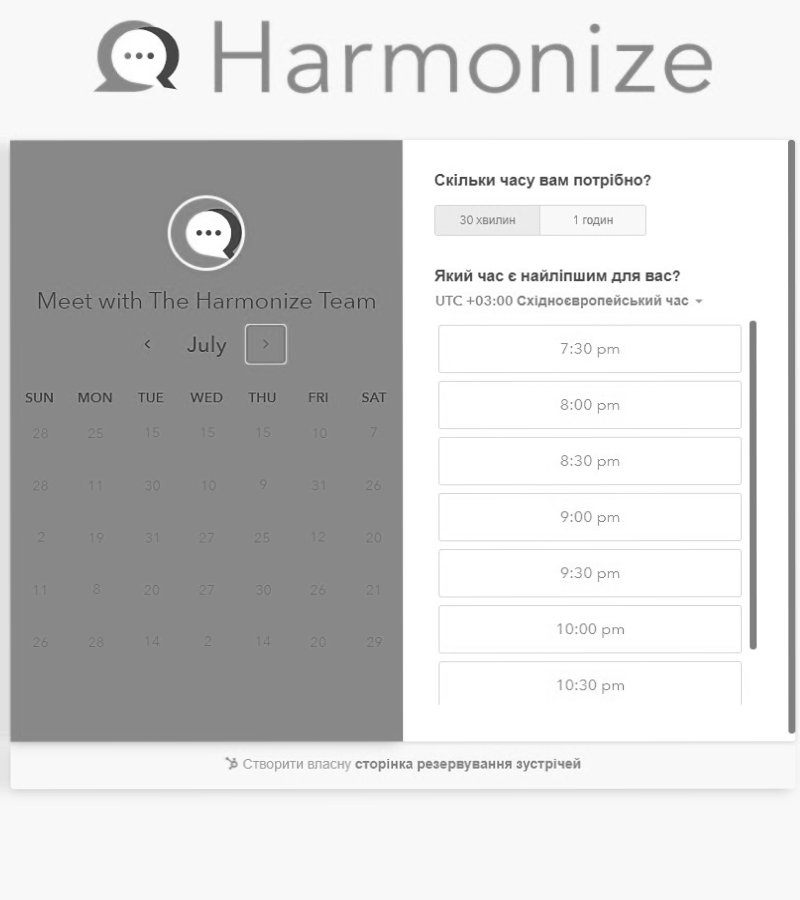 Harmonize
Meet with The Harmonize Team
July
SUN MON TUE WED THU FRI SAT
28 25 15 15 15 10 7
28 11 30 10 9 31 26
2 19 31 27 25 12 20
11 8 20 27 30 26 21
26 28 14 2 14 20 29
Скільки часу вам потрібно?
30 хвилин 1 годин
Який час є найліпшим для вас?
UTC +03:00 Східноєвропейський час
7:30 pm
8:00 pm
8:30 pm
9:00 pm
9:30 pm
10:00 pm
10:30 pm
Створити власну сторінка резервування зустрічей